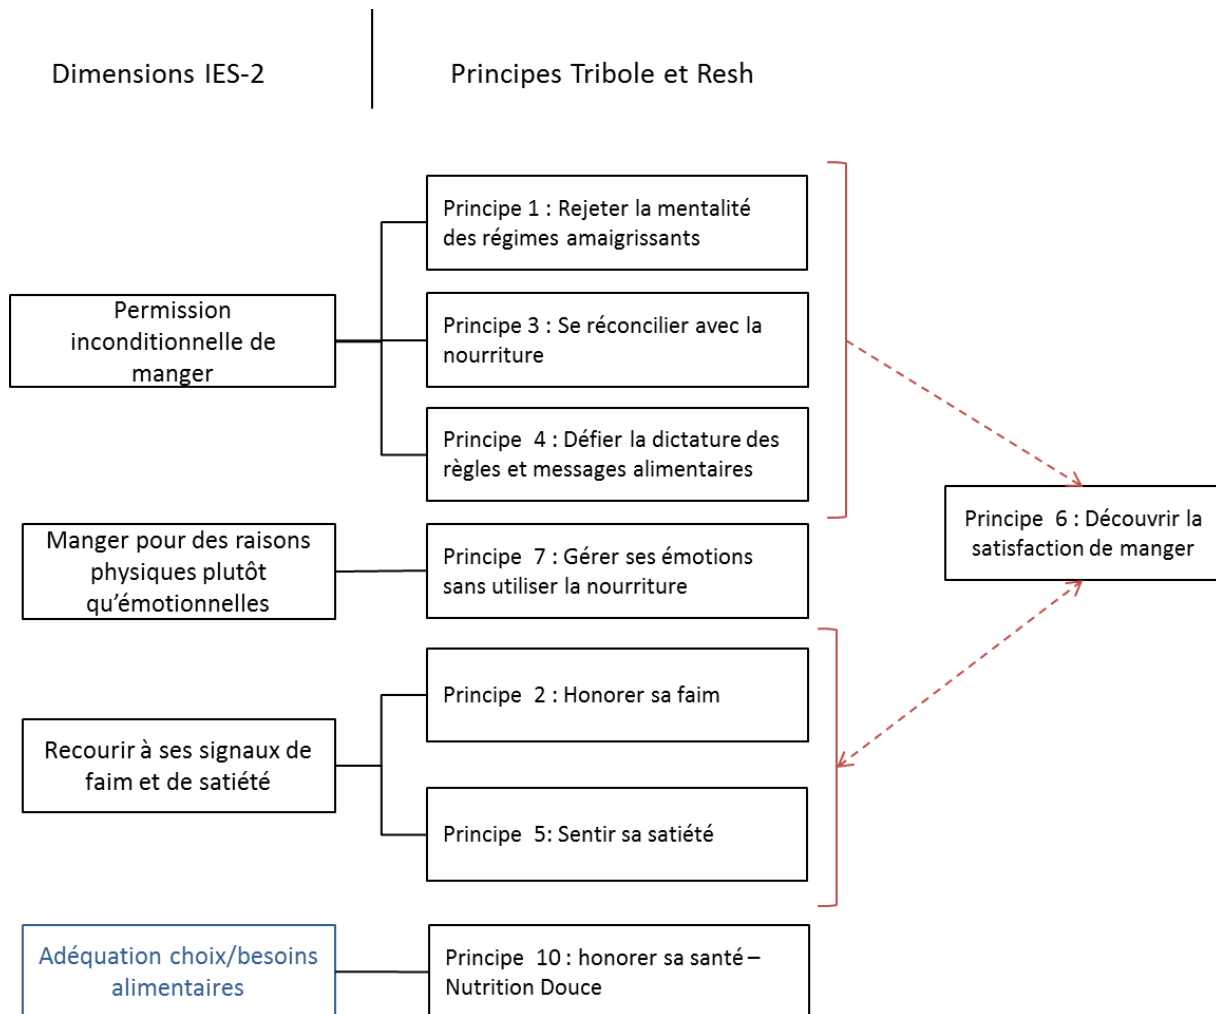 Dimensions IES-2
Principes Tribole et Resh
Principe 1 : Rejeter la mentalité
des régimes amaigrissants
Permission
inconditionnelle de
manger
Principe 3 : Se réconcilier avec la
nourriture
Principe 4 : Défier la dictature des
règles et messages alimentaires
Principe 6 : Découvrir la
satisfaction de manger
Manger pour des raisons
physiques plutôt
qu’émotionnelles
Principe 7 : Gérer ses émotions
sans utiliser la nourriture
Principe 2 : Honorer sa faim
Recourir à ses signaux de
faim et de satiété
Principe 5: Sentir sa satiété
Adéquation choix/besoins
alimentaires
Principe 10 : honorer sa santé –
Nutrition Douce